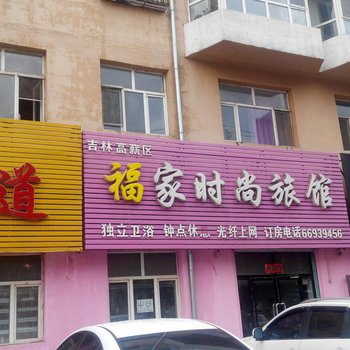 吉林高新区
道
福家时尚旅馆
独立卫浴 钟点休 光纤上网 订房电话66939456